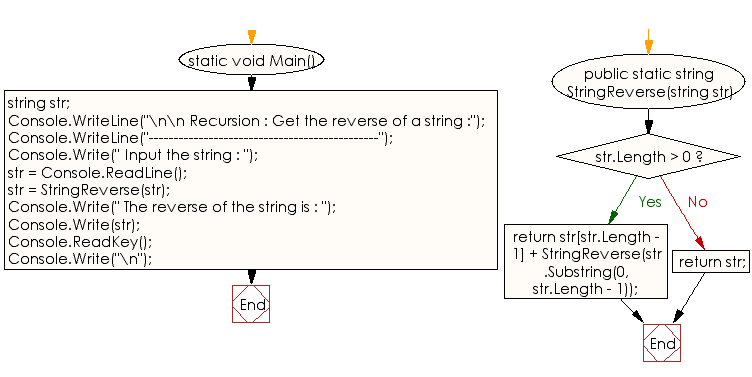 static void Main()
string str;
Console.WriteLine("\n\n Recursion : Get the reverse of a string :");
Console.WriteLine("----------------------------------------------");
Console.Write(" Input the string : ");
str = Console.ReadLine();
str = StringReverse(str);
Console.Write(" The reverse of the string is : ");
Console.Write(str);
Console.ReadKey();
Console.Write("\n");
End
public static string
StringReverse(string str)
str.Length > 0 ?
Yes
No
return str[str.Length -
1] + StringReverse(str
.Substring(0,
str.Length - 1));
return str;
End